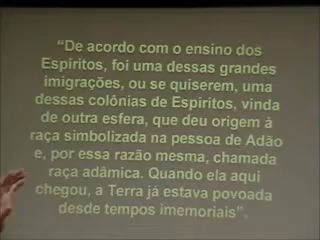 “De acordo com o ensino dos
Espíritos, foi uma dessas grandes
imigrações, ou se quiserem, uma
dessas colônias de Espíritos, vinda
de outra esfera, que deu origem à
raça simbolizada na pessoa de Adão
e, por essa razão mesma, chamada
raça adâmica. Quando ela aqui
chegou, a Terra já estava povoada
desde tempos imemoriais”.